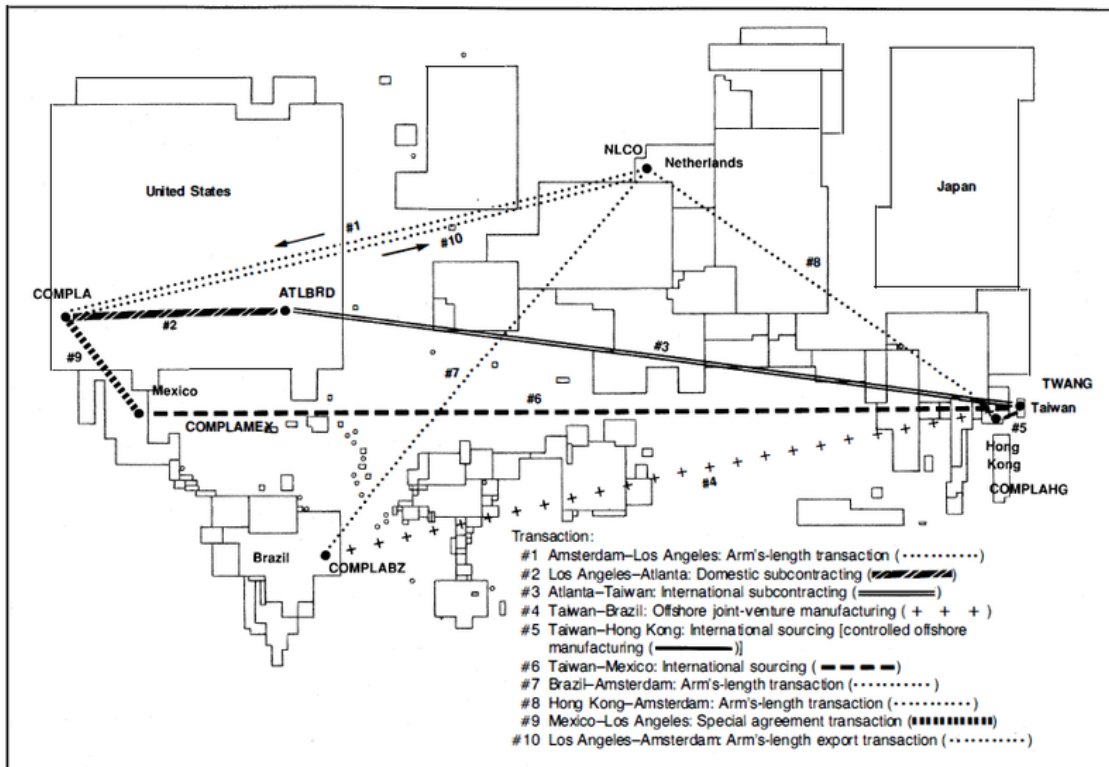 NLCO
Netherlands
United States
Japan
#1
#10
#8
COMPLA
ATLBRD
#2
#3
#9
#7
Mexico
TWANG
#6
Taiwan
COMPLAMEX
#5
Hong
Kong
#4
COMPLAHG
Brazil
COMPLABZ
Transaction:
#1 Amsterdam–Los Angeles: Arm's-length transaction (...........)
#2 Los Angeles–Atlanta: Domestic subcontracting ( )
#3 Atlanta–Taiwan: International subcontracting ( )
#4 Taiwan–Brazil: Offshore joint-venture manufacturing ( + + + )
#5 Taiwan–Hong Kong: International sourcing [controlled offshore
manufacturing ( )]
#6 Taiwan–Mexico: International sourcing ( )
#7 Brazil–Amsterdam: Arm's-length transaction (...........)
#8 Hong Kong–Amsterdam: Arm's-length transaction (...........)
#9 Mexico–Los Angeles: Special agreement transaction ( )
#10 Los Angeles–Amsterdam: Arm's-length export transaction (...........)